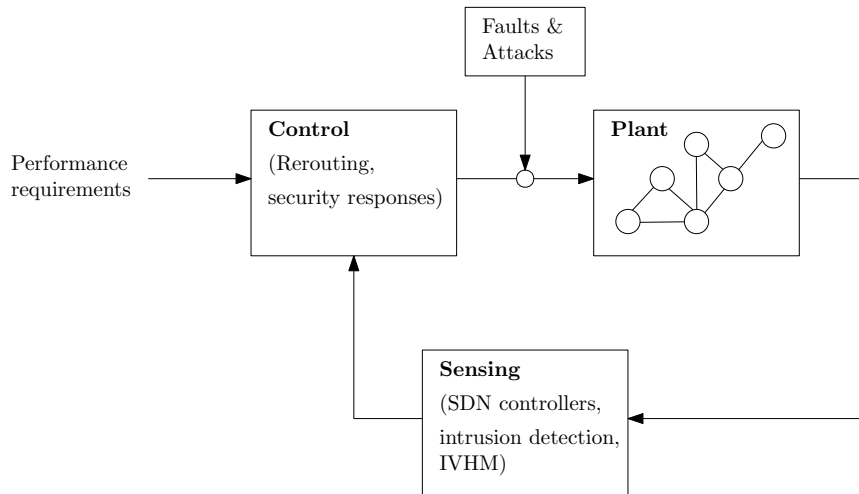 Faults &
Attacks
Control
(Rerouting,
security responses)
Plant
Performance
requirements
Sensing
(SDN controllers,
intrusion detection,
IVHM)